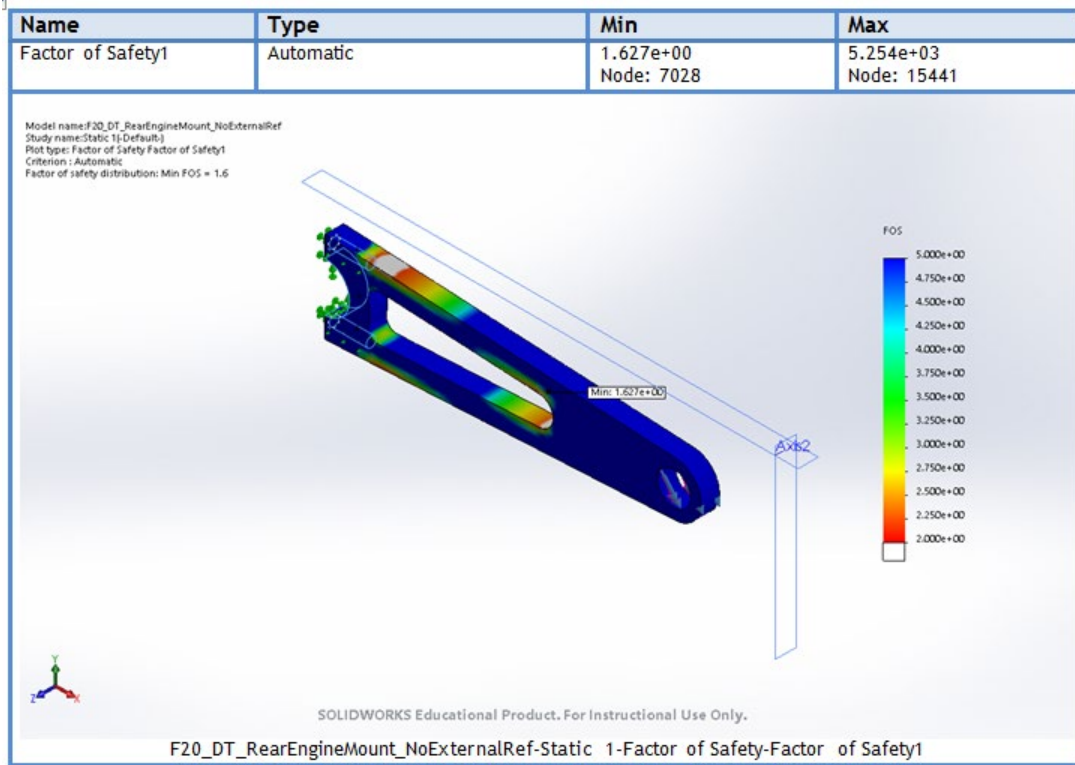 Name Type Min Max
Factor of Safety1 Automatic 1.627e+00 5.254e+03
Node: 7028 Node: 15441
Model name:F20_DT_RearEngineMount_NoExternalRef
Study name:Static 1(-Default-)
Plot type: Factor of Safety Factor of Safety1
Criterion : Automatic
Factor of safety distribution: Min FOS = 1.6
FOS
5.000e+00
4.750e+00
4.500e+00
4.250e+00
4.000e+00
3.750e+00
3.500e+00
3.250e+00
3.000e+00
2.750e+00
2.500e+00
2.250e+00
2.000e+00
Min: 1.627e+00
Axis2
Y
Z X
SOLIDWORKS Educational Product. For Instructional Use Only.
F20_DT_RearEngineMount_NoExternalRef-Static 1-Factor of Safety-Factor of Safety1